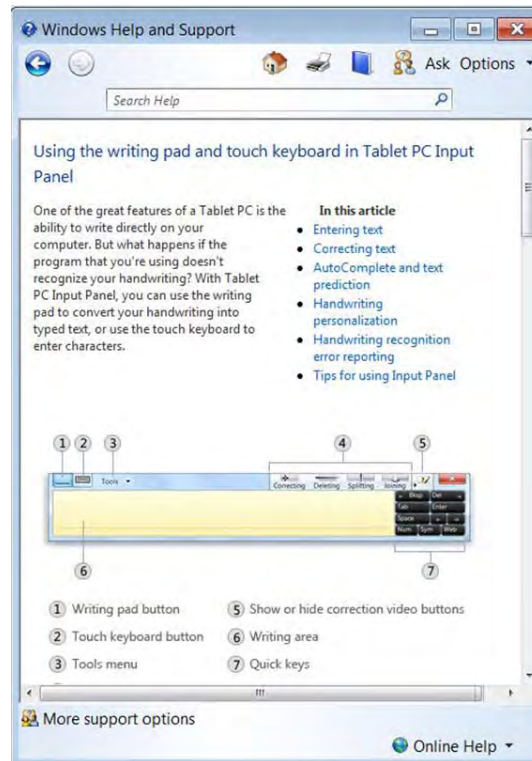 Windows Help and Support
Ask Options
Search Help
Using the writing pad and touch keyboard in Tablet PC Input
Panel
One of the great features of a Tablet PC is the
ability to write directly on your
computer. But what happens if the
program that you're using doesn't
recognize your handwriting? With Tablet
PC Input Panel, you can use the writing
pad to convert your handwriting into
typed text, or use the touch keyboard to
enter characters.
In this article
• Entering text
• Correcting text
• AutoComplete and text
prediction
• Handwriting
personalization
• Handwriting recognition
error reporting
• Tips for using Input Panel
1 2 3 4 5
Tools Correcting Deleting Splitting Joining
Bksp Del
Tab Enter
Space
Num Sym Web
6 7
1 Writing pad button
2 Touch keyboard button
3 Tools menu
5 Show or hide correction video buttons
6 Writing area
7 Quick keys
More support options
Online Help